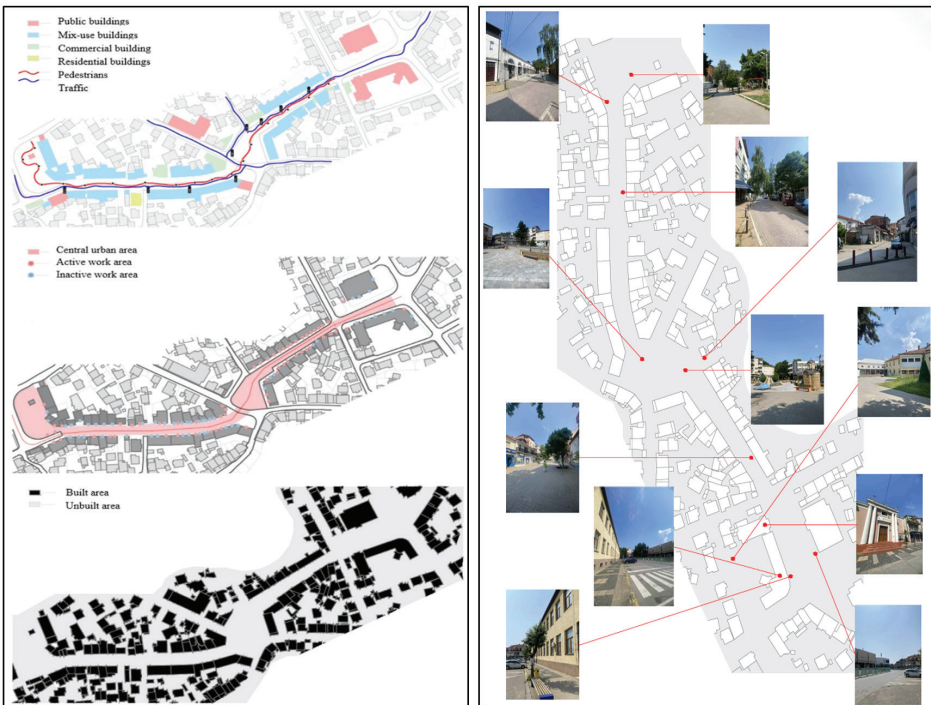 Public buildings
Mix-use buildings
Commercial building
Residential buildings
Pedestrians
Traffic
Central urban area
Active work area
Inactive work area
Built area
Unbuilt area